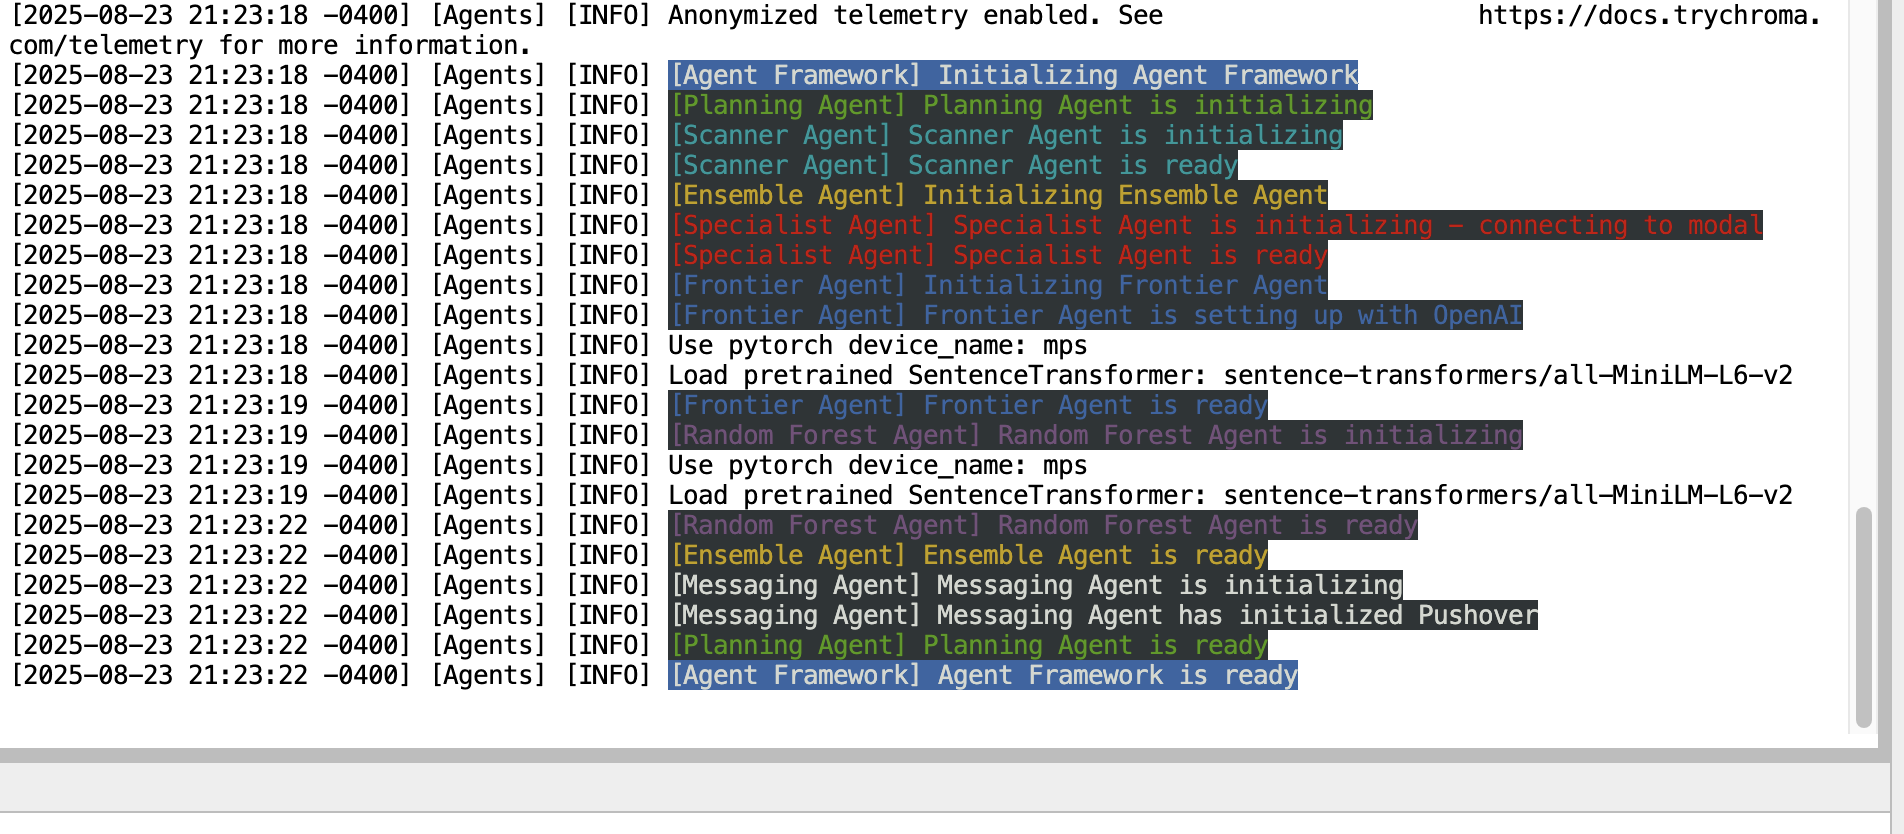 [2025-08-23 21:23:18 -0400] [Agents] [INFO] Anonymized telemetry enabled. See                     https://docs.trychroma.
com/telemetry for more information.
[2025-08-23 21:23:18 -0400] [Agents] [INFO] [Agent Framework] Initializing Agent Framework
[2025-08-23 21:23:18 -0400] [Agents] [INFO] [Planning Agent] Planning Agent is initializing
[2025-08-23 21:23:18 -0400] [Agents] [INFO] [Scanner Agent] Scanner Agent is initializing
[2025-08-23 21:23:18 -0400] [Agents] [INFO] [Scanner Agent] Scanner Agent is ready
[2025-08-23 21:23:18 -0400] [Agents] [INFO] [Ensemble Agent] Initializing Ensemble Agent
[2025-08-23 21:23:18 -0400] [Agents] [INFO] [Specialist Agent] Specialist Agent is initializing - connecting to modal
[2025-08-23 21:23:18 -0400] [Agents] [INFO] [Specialist Agent] Specialist Agent is ready
[2025-08-23 21:23:18 -0400] [Agents] [INFO] [Frontier Agent] Initializing Frontier Agent
[2025-08-23 21:23:18 -0400] [Agents] [INFO] [Frontier Agent] Frontier Agent is setting up with OpenAI
[2025-08-23 21:23:18 -0400] [Agents] [INFO] Use pytorch device_name: mps
[2025-08-23 21:23:18 -0400] [Agents] [INFO] Load pretrained SentenceTransformer: sentence-transformers/all-MiniLM-L6-v2
[2025-08-23 21:23:19 -0400] [Agents] [INFO] [Frontier Agent] Frontier Agent is ready
[2025-08-23 21:23:19 -0400] [Agents] [INFO] [Random Forest Agent] Random Forest Agent is initializing
[2025-08-23 21:23:19 -0400] [Agents] [INFO] Use pytorch device_name: mps
[2025-08-23 21:23:19 -0400] [Agents] [INFO] Load pretrained SentenceTransformer: sentence-transformers/all-MiniLM-L6-v2
[2025-08-23 21:23:22 -0400] [Agents] [INFO] [Random Forest Agent] Random Forest Agent is ready
[2025-08-23 21:23:22 -0400] [Agents] [INFO] [Ensemble Agent] Ensemble Agent is ready
[2025-08-23 21:23:22 -0400] [Agents] [INFO] [Messaging Agent] Messaging Agent is initializing
[2025-08-23 21:23:22 -0400] [Agents] [INFO] [Messaging Agent] Messaging Agent has initialized Pushover
[2025-08-23 21:23:22 -0400] [Agents] [INFO] [Planning Agent] Planning Agent is ready
[2025-08-23 21:23:22 -0400] [Agents] [INFO] [Agent Framework] Agent Framework is ready